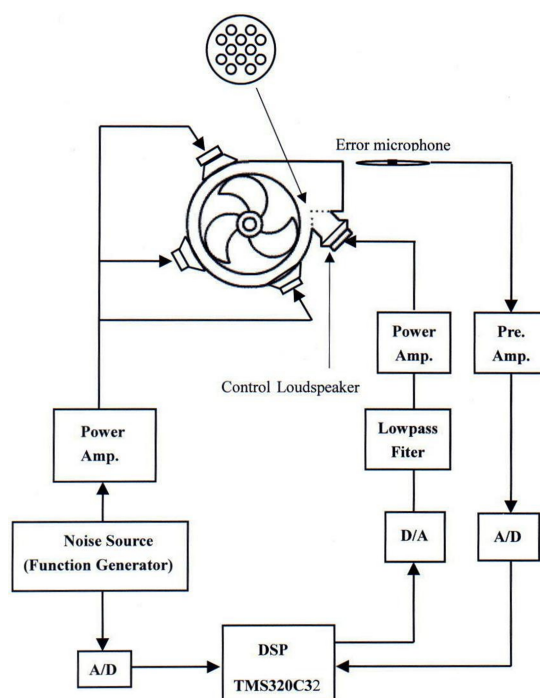 Error microphone
Power
Amp.
Pre.
Amp.
Control Loudspeaker
Power
Amp.
Lowpass
Fiter
Noise Source
(Function Generator)
D/A
A/D
A/D
DSP
TMS320C32